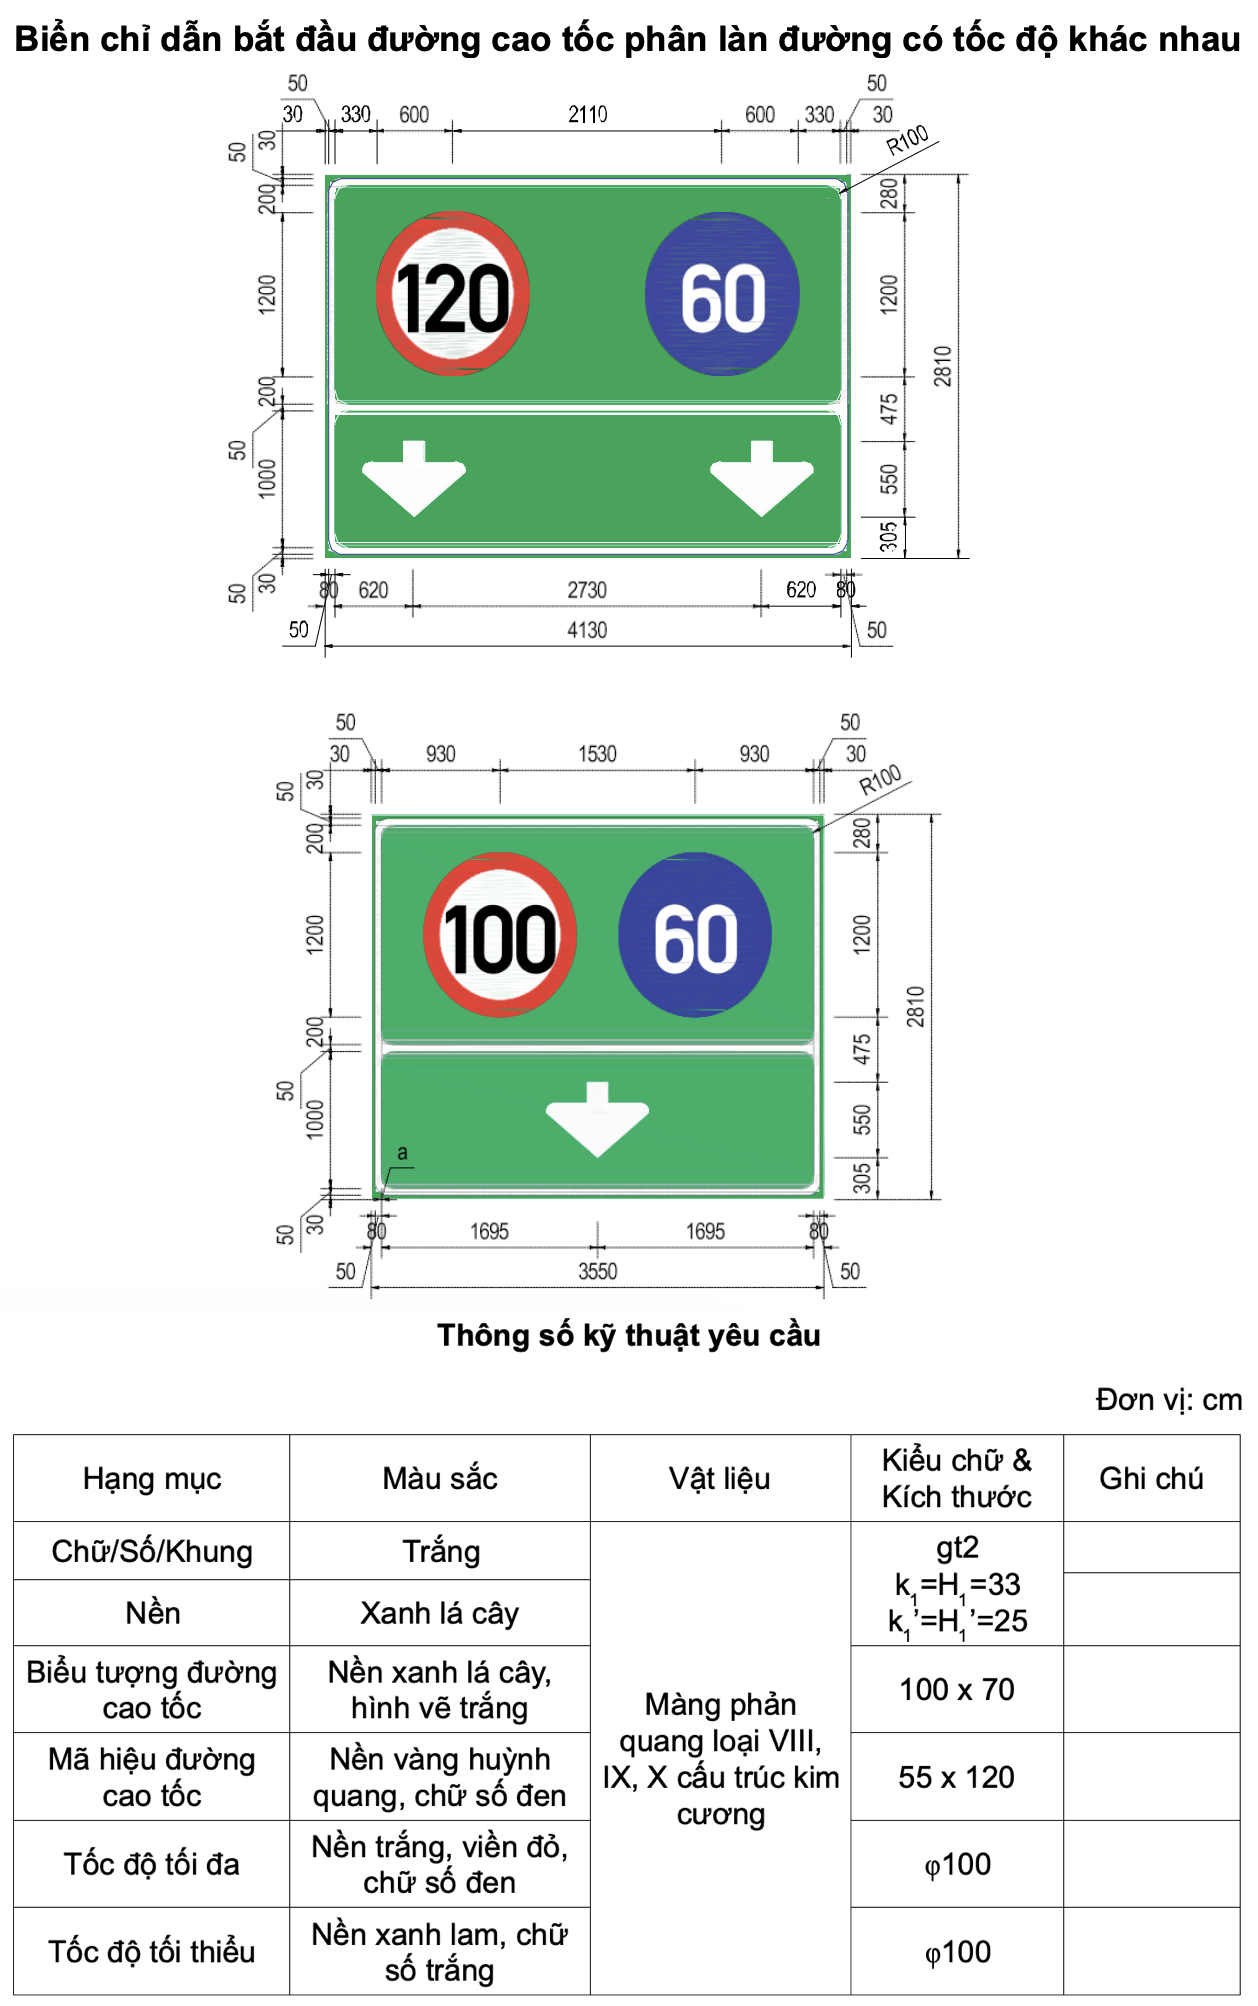 Biển chỉ dẫn bắt đầu đường cao tốc phân làn đường có tốc độ khác nhau
50 50
30 330 600 2110 600 330 30
R100
50 30
200 280
1200 1200
120 60
2810
200 475
50
1000 550
305
50 30
80 620 2730 620 80
50 4130 50
50 50
30 930 1530 930 30
R100
50 30
200 280
1200 1200
100 60
2810
200 475
50
1000 550
a
305
50 30
80 1695 1695 80
50 3550 50
Thông số kỹ thuật yêu cầu
Đơn vị: cm
Hạng mục Màu sắc Vật liệu Kiểu chữ & Kích thước Ghi chú
Chữ/Số/Khung Trắng
gt2
k₁=H₁=33
k₁’=H₁’=25
Nền Xanh lá cây
Biểu tượng đường cao tốc
Nền xanh lá cây, hình vẽ trắng
100 x 70
Màng phản quang loại VIII, IX, X cấu trúc kim cương
Mã hiệu đường cao tốc
Nền vàng huỳnh quang, chữ số đen
55 x 120
Tốc độ tối đa
Nền trắng, viền đỏ, chữ số đen
φ100
Tốc độ tối thiểu
Nền xanh lam, chữ số trắng
φ100